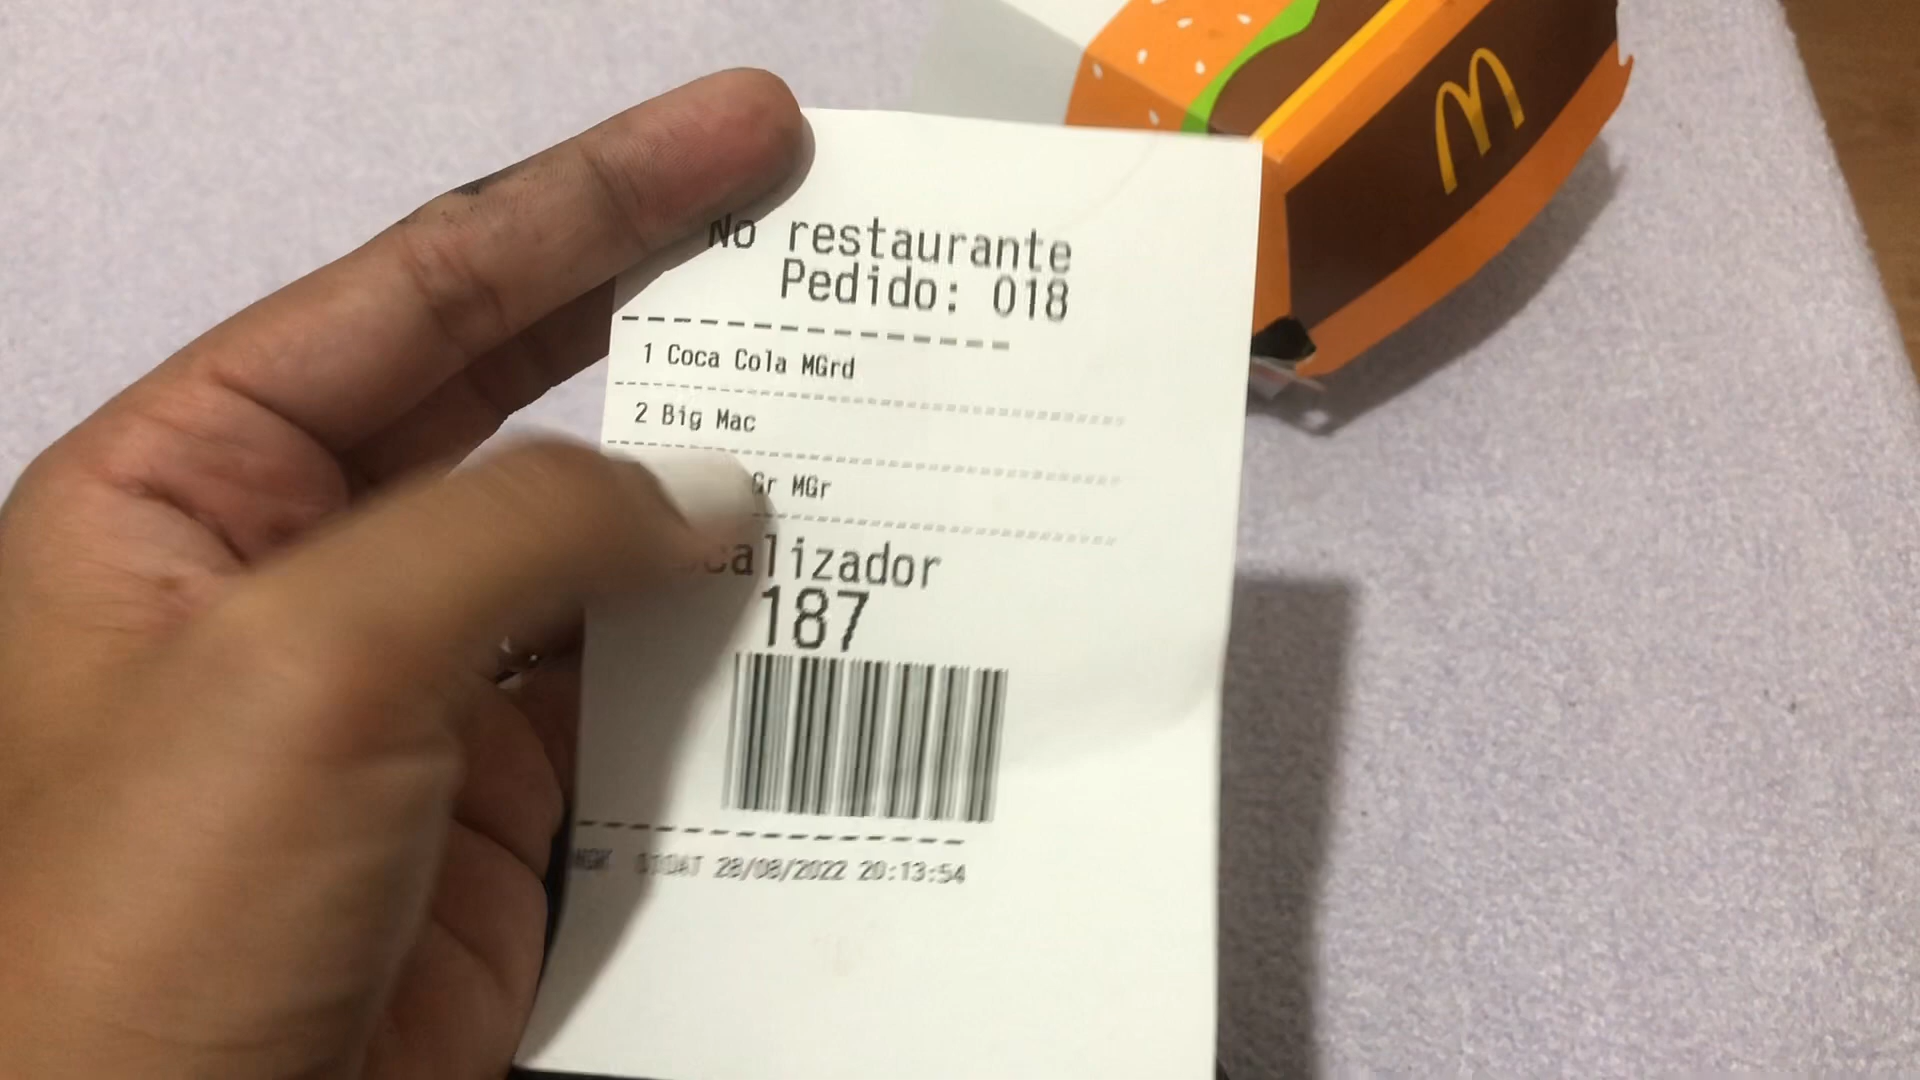 No restaurante
Pedido: 018
1 Coca Cola MGrd
2 Big Mac
Gr MGr
calizador
187
28/08/2022 20:13:54